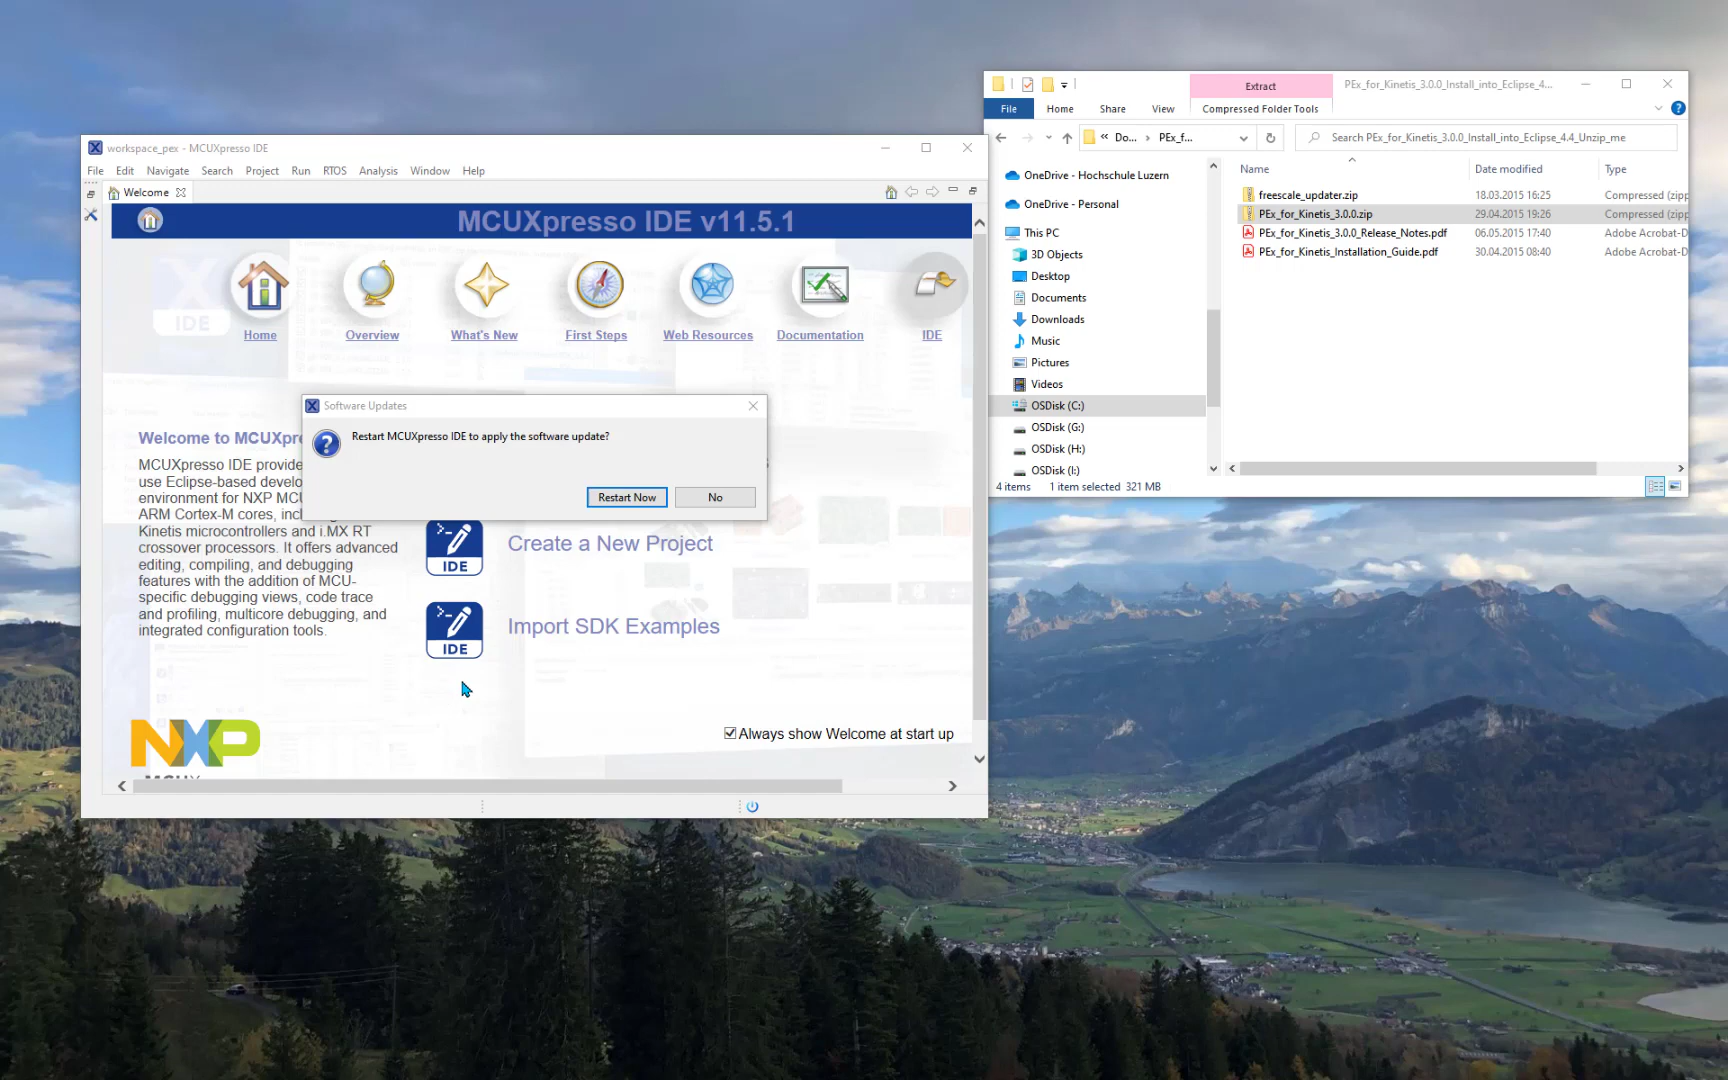 workspace_pex - MCUXpresso IDE
File Edit Navigate Search Project Run RTOS Analysis Window Help
Welcome
MCUXpresso IDE v11.5.1
IDE
Home Overview What's New First Steps Web Resources Documentation IDE
Software Updates
Restart MCUXpresso IDE to apply the software update?
Restart Now No
Welcome to MCUXpre
MCUXpresso IDE provide
use Eclipse-based develo
environment for NXP MCU
ARM Cortex-M cores, incl
Kinetis microcontrollers and i.MX RT
crossover processors. It offers advanced
editing, compiling, and debugging
features with the addition of MCU-
specific debugging views, code trace
and profiling, multicore debugging, and
integrated configuration tools.
IDE
Create a New Project
IDE
Import SDK Examples
NXP
Always show Welcome at start up
Extract
PEx_for_Kinetis_3.0.0_Install_into_Eclipse_4...
File Home Share View Compressed Folder Tools
« Do... PEx_f...
Search PEx_for_Kinetis_3.0.0_Install_into_Eclipse_4.4_Unzip_me
OneDrive - Hochschule Luzern
OneDrive - Personal
This PC
3D Objects
Desktop
Documents
Downloads
Music
Pictures
Videos
OSDisk (C:)
OSDisk (G:)
OSDisk (H:)
OSDisk (I:)
Name Date modified Type
freescale_updater.zip 18.03.2015 16:25 Compressed (zipp
PEx_for_Kinetis_3.0.0.zip 29.04.2015 19:26 Compressed (zipp
PEx_for_Kinetis_3.0.0_Release_Notes.pdf 06.05.2015 17:40 Adobe Acrobat-D
PEx_for_Kinetis_Installation_Guide.pdf 30.04.2015 08:40 Adobe Acrobat-D
4 items 1 item selected 321 MB